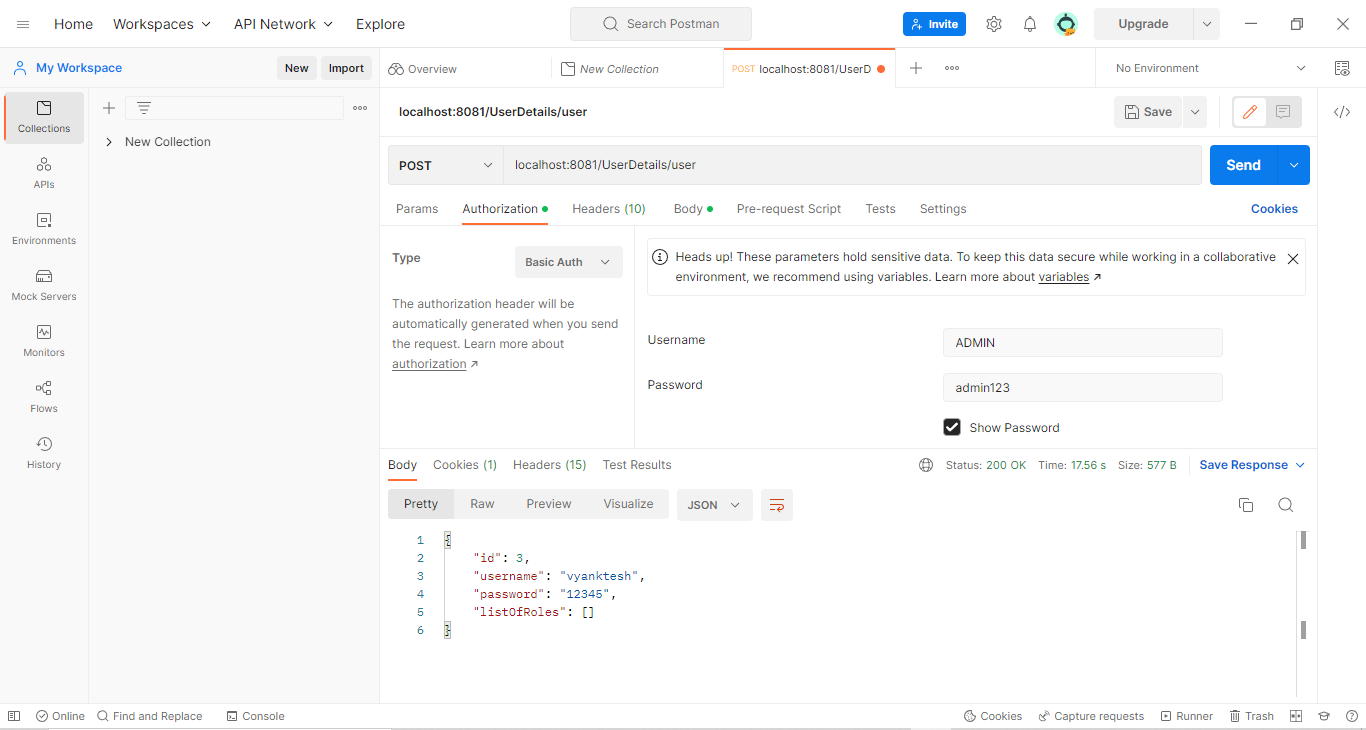 Home Workspaces API Network Explore Search Postman Invite Upgrade
My Workspace New Import Overview New Collection POST localhost:8081/UserD No Environment
Collections
APIs
Environments
Mock Servers
Monitors
Flows
History
New Collection
localhost:8081/UserDetails/user Save
POST localhost:8081/UserDetails/user Send
Params Authorization Headers (10) Body Pre-request Script Tests Settings Cookies
Type Basic Auth
The authorization header will be
automatically generated when you send
the request. Learn more about
authorization ↗
Heads up! These parameters hold sensitive data. To keep this data secure while working in a collaborative
environment, we recommend using variables. Learn more about variables ↗
Username ADMIN
Password admin123
Show Password
Body Cookies (1) Headers (15) Test Results Status: 200 OK Time: 17.56 s Size: 577 B Save Response
Pretty Raw Preview Visualize JSON
1 {
2 "id": 3,
3 "username": "vyanktesh",
4 "password": "12345",
5 "listOfRoles": []
6 }
Online Find and Replace Console Cookies Capture requests Runner Trash